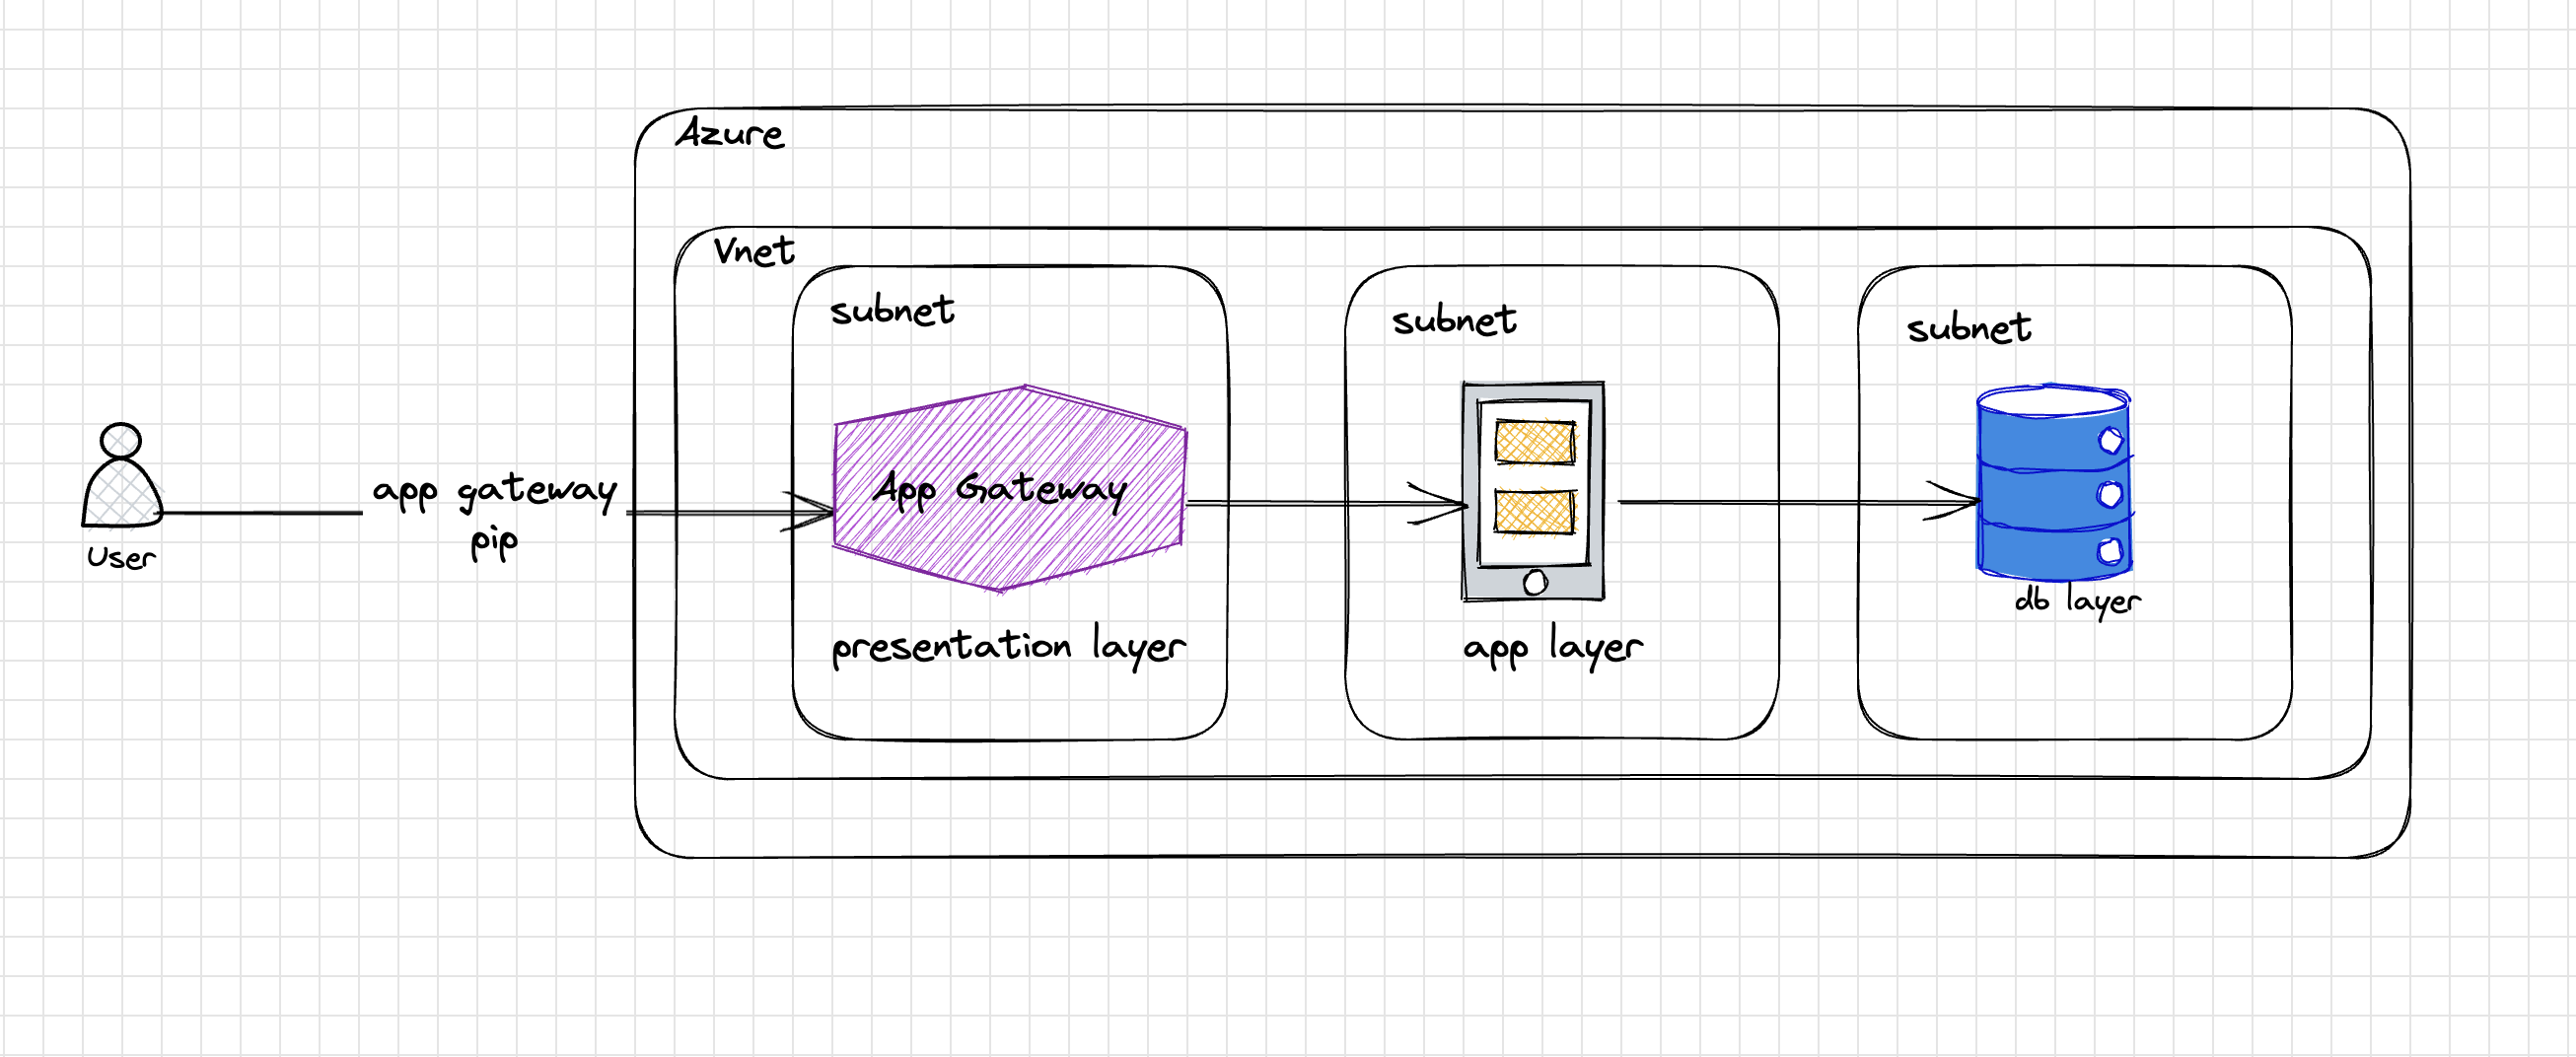 Azure
Vnet
subnet
subnet
subnet
app gateway
pip
App Gateway
User
presentation layer
app layer
db layer